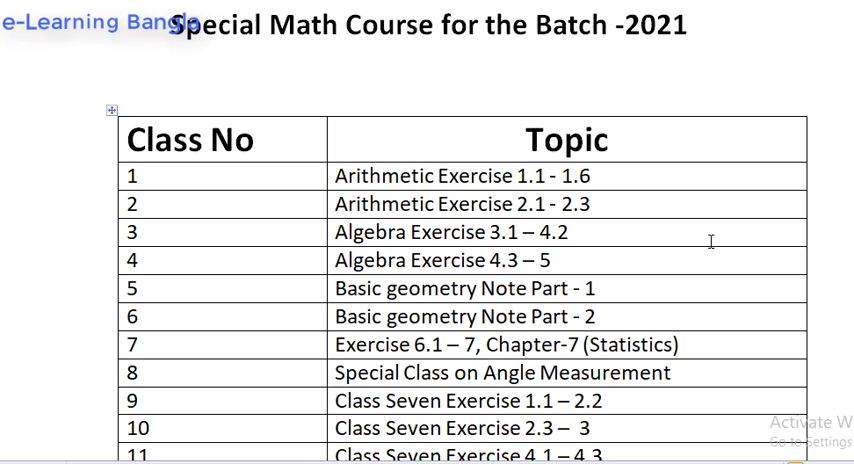 e-Learning Bangla
Special Math Course for the Batch -2021
Class No Topic
1 Arithmetic Exercise 1.1 - 1.6
2 Arithmetic Exercise 2.1 - 2.3
3 Algebra Exercise 3.1 – 4.2
4 Algebra Exercise 4.3 – 5
5 Basic geometry Note Part - 1
6 Basic geometry Note Part - 2
7 Exercise 6.1 – 7, Chapter-7 (Statistics)
8 Special Class on Angle Measurement
9 Class Seven Exercise 1.1 – 2.2
10 Class Seven Exercise 2.3 – 3
11 Class Seven Exercise 4.1 – 4.3
Activate W
Go to Settings